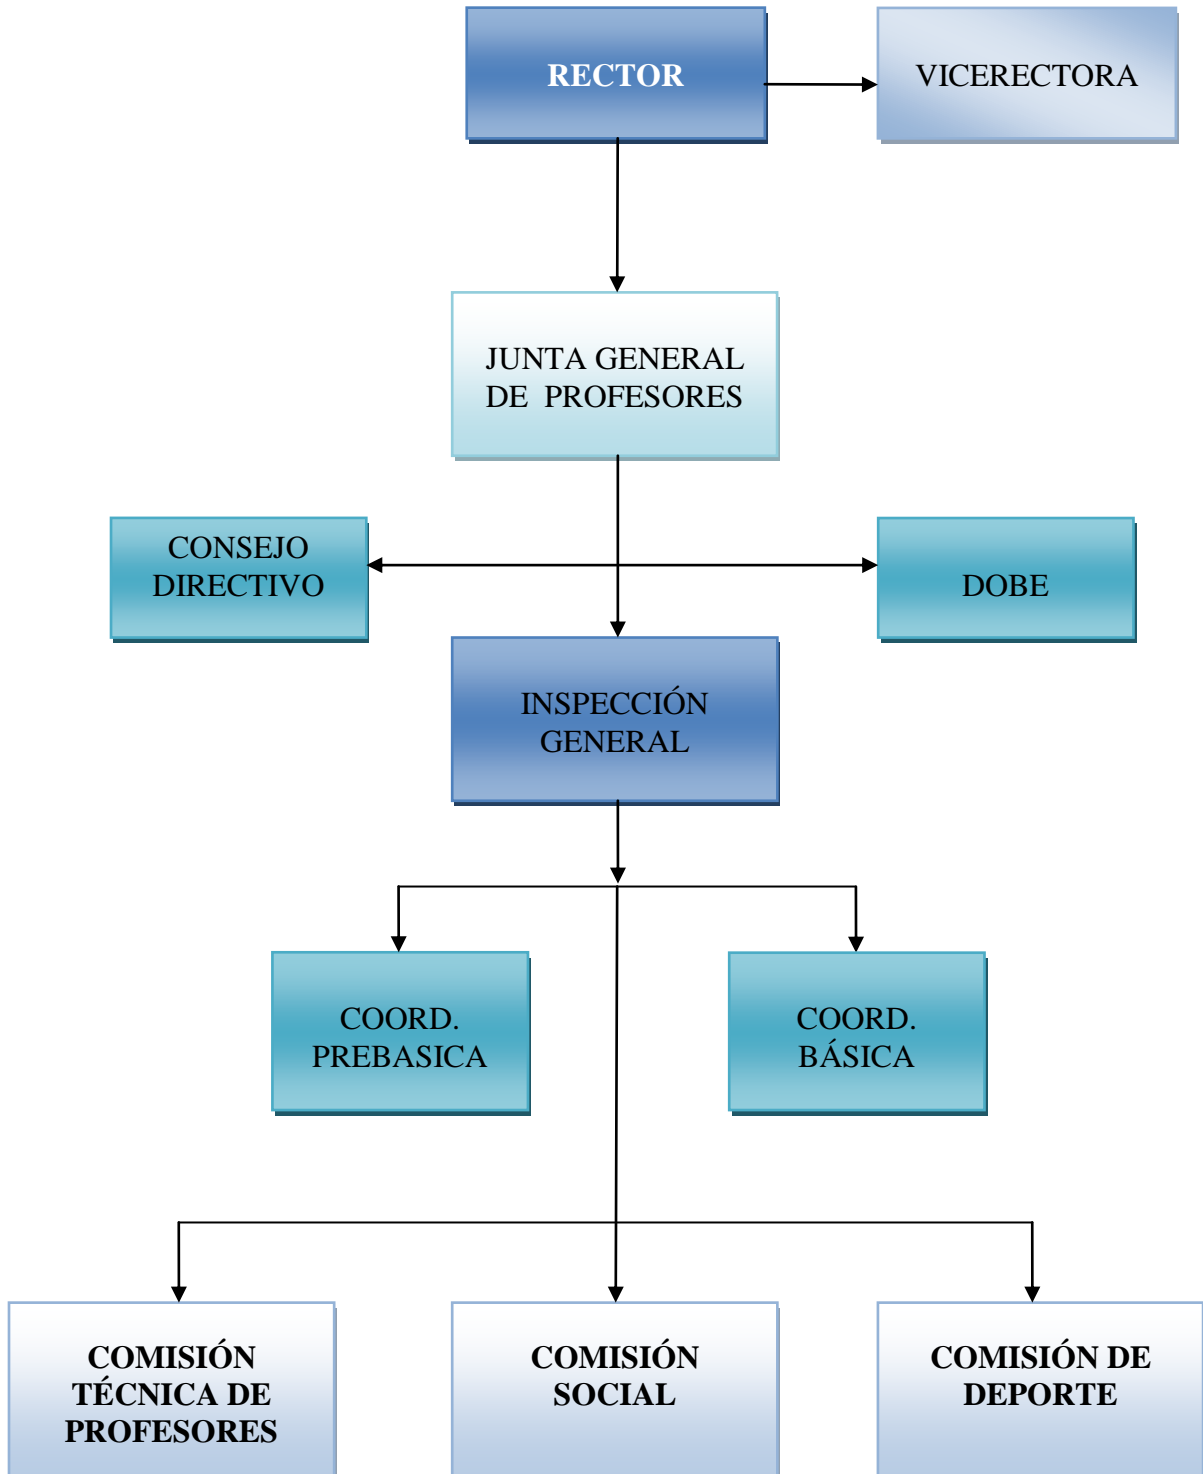 RECTOR
VICERECTORA
JUNTA GENERAL
DE PROFESORES
CONSEJO
DIRECTIVO
DOBE
INSPECCIÓN
GENERAL
COORD.
PREBASICA
COORD.
BÁSICA
COMISIÓN
TÉCNICA DE
PROFESORES
COMISIÓN
SOCIAL
COMISIÓN DE
DEPORTE